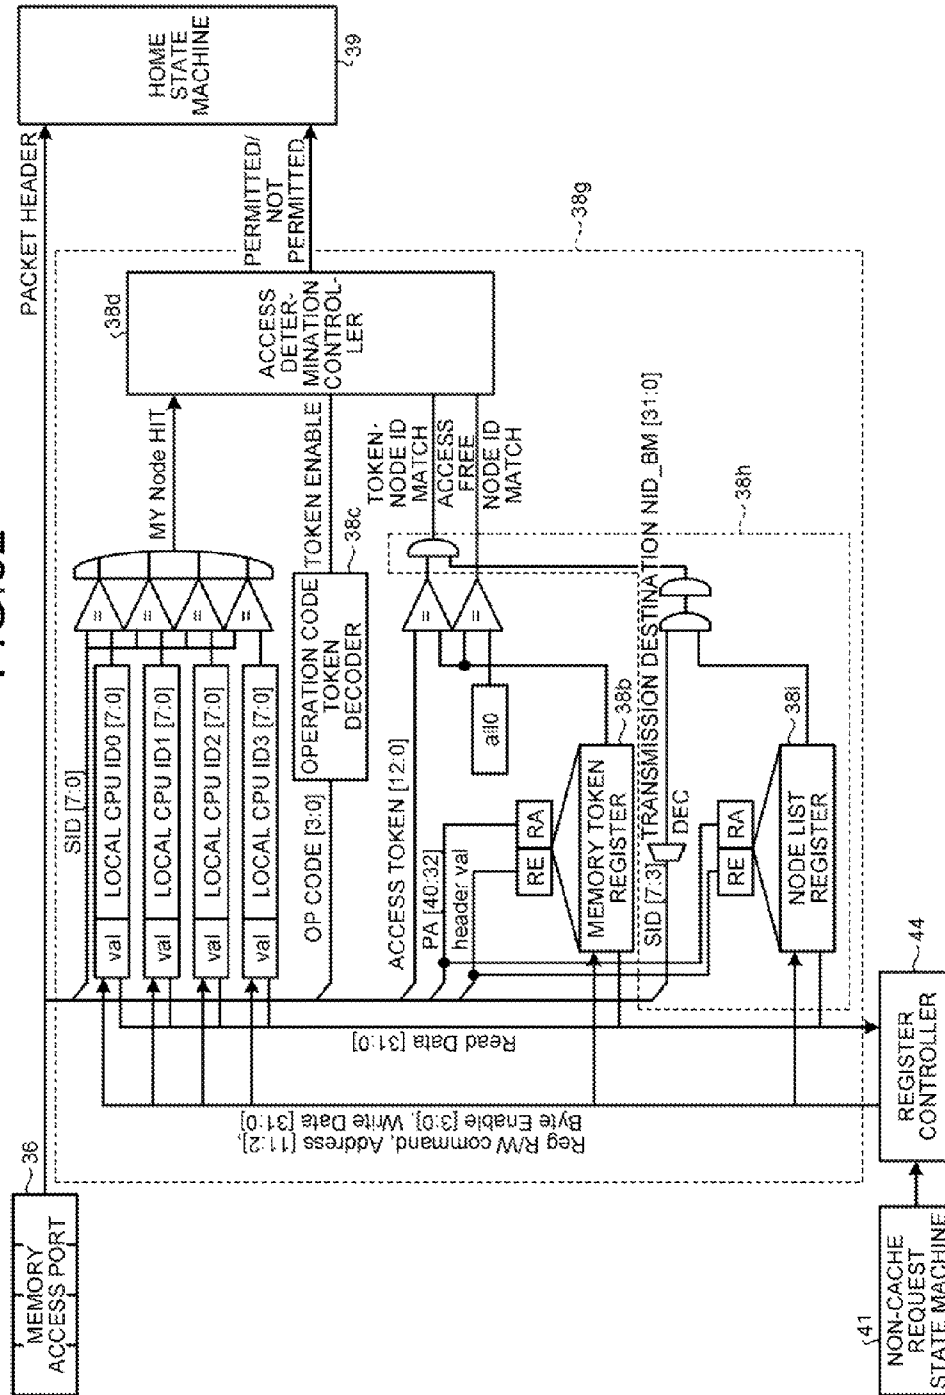 MEMORY
ACCESS PORT
36
PACKET HEADER
HOME
STATE
MACHINE
39
PERMITTED/
NOT
PERMITTED
38g
38d
ACCESS
DETER-
MINATION
CONTROL-
LER
MY Node HIT
SID [7:0]
val
LOCAL CPU ID0 [7:0]
=
val
LOCAL CPU ID1 [7:0]
=
val
LOCAL CPU ID2 [7:0]
=
val
LOCAL CPU ID3 [7:0]
=
OP CODE [3:0]
OPERATION CODE
TOKEN
DECODER
38c
TOKEN ENABLE
ACCESS TOKEN [12:0]
PA [40:32]
header val
=
=
all0
TOKEN-
NODE ID
MATCH
ACCESS
FREE
NODE ID
MATCH
RE
RA
MEMORY TOKEN
REGISTER
38b
38h
SID [7:3]
TRANSMISSION DESTINATION NID_BM [31:0]
DEC
RE
RA
NODE LIST
REGISTER
38i
Read Data [31:0]
Reg R/W command, Address [11:2],
Byte Enable [3:0], Write Data [31:0]
44
REGISTER
CONTROLLER
41
NON-CACHE
REQUEST
STATE MACHINE